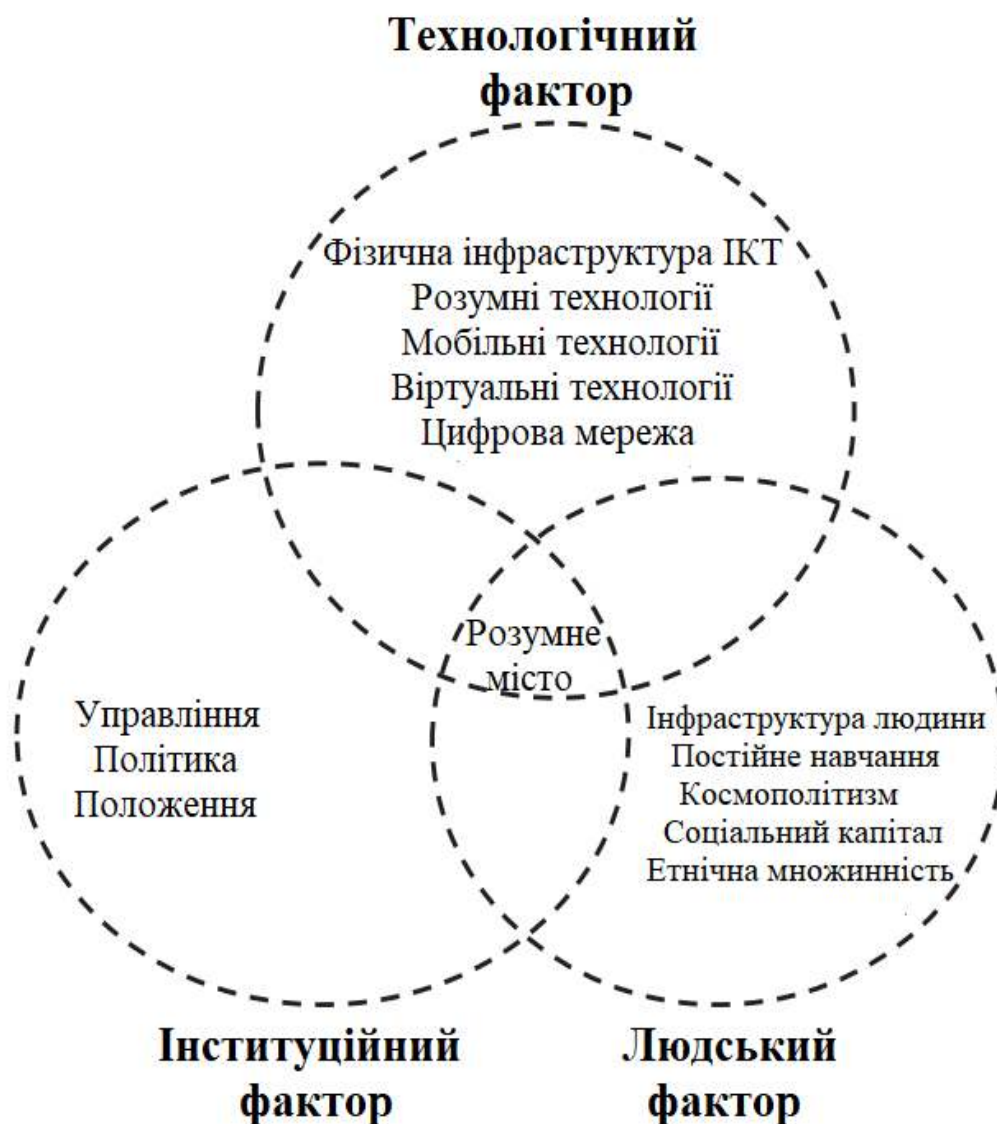 Технологічний
фактор
Фізична інфраструктура ІКТ
Розумні технології
Мобільні технології
Віртуальні технології
Цифрова мережа
Розумне
місто
Управління
Політика
Положення
Інфраструктура людини
Постійне навчання
Космополітизм
Соціальний капітал
Етнічна множинність
Інституційний
фактор
Людський
фактор